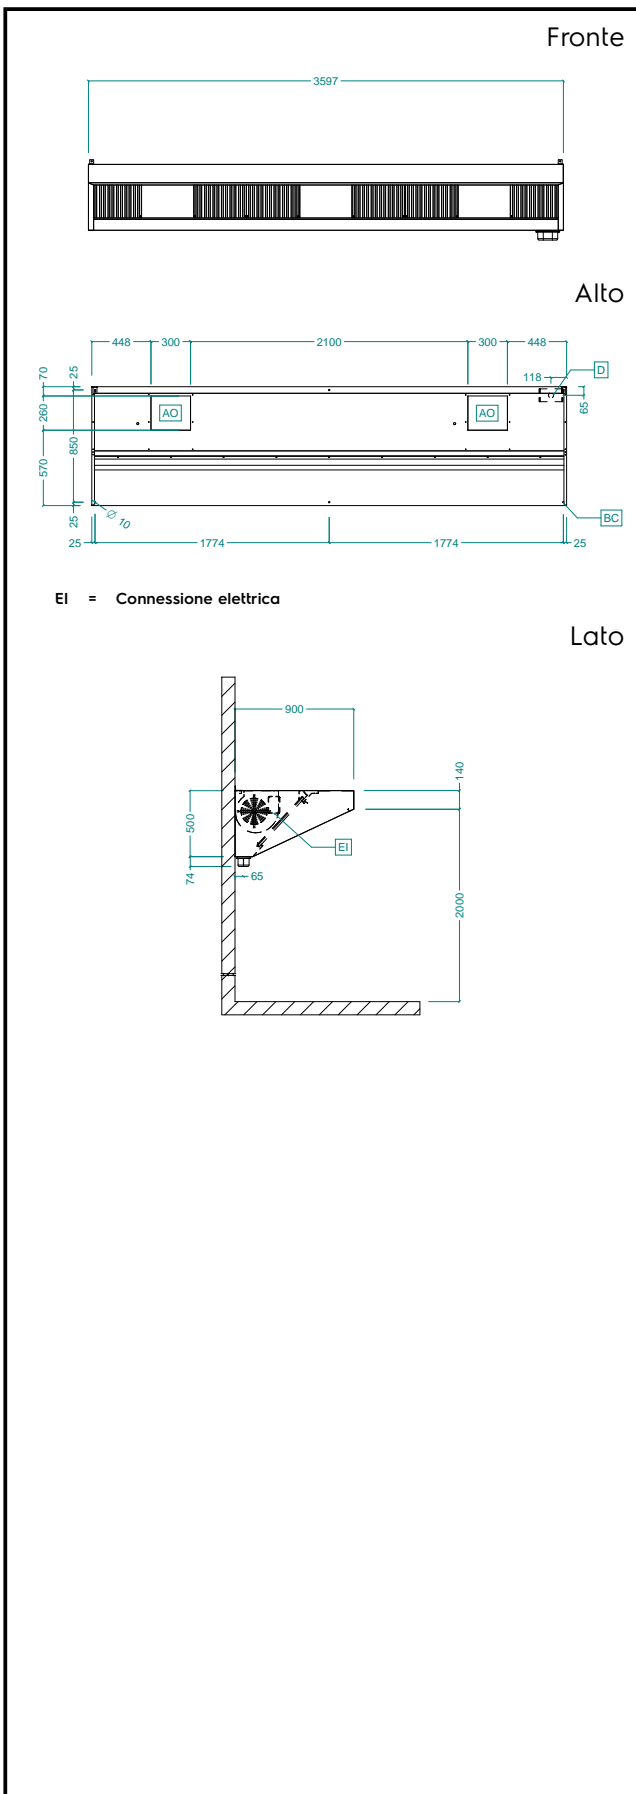 Fronte
3597
Alto
448 300 2100 300 448
70 25
118
D
260
AO AO
65
850
570
25
Ø 10
BC
25 1774 1774 25
EI = Connessione elettrica
Lato
900
140
500
EI
74
65
2000